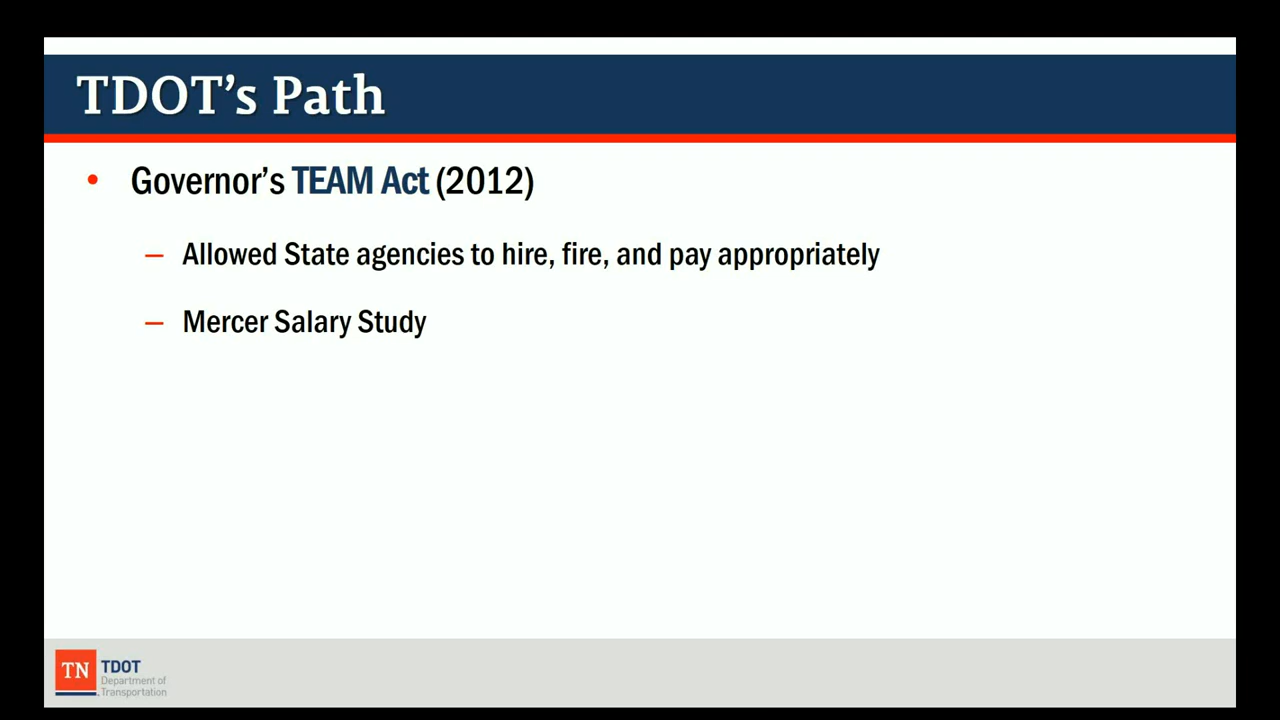 TDOT's Path
• Governor's TEAM Act (2012)
– Allowed State agencies to hire, fire, and pay appropriately
– Mercer Salary Study
TN
TDOT
Department of
Transportation